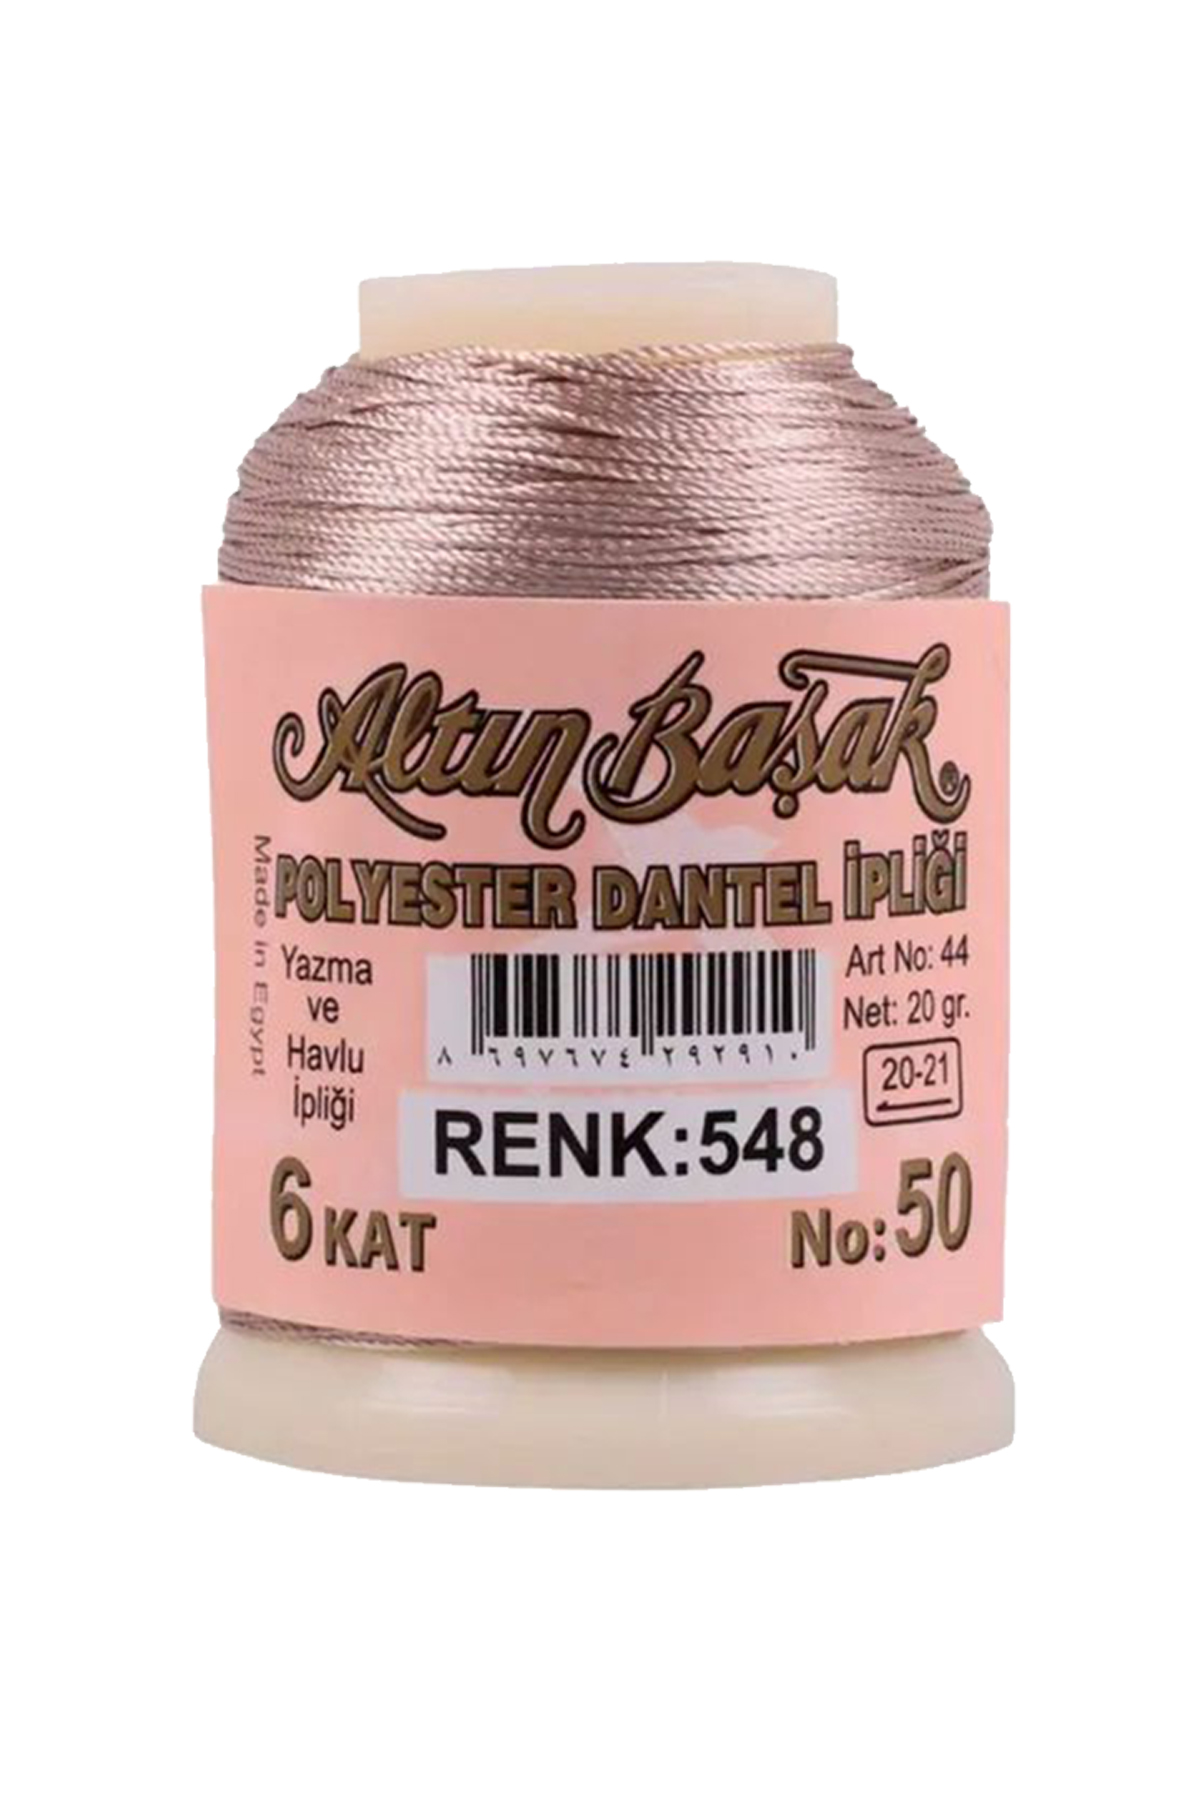 Altın Başak®
POLYESTER DANTEL İPLİĞİ
Made in Egypt
Yazma
ve
Havlu
İpliği
٨ ٦٩٧٦٧٤ ٢٩٢٩١٠
Art No: 44
Net: 20 gr.
20-21
RENK:548
6 KAT
No: 50